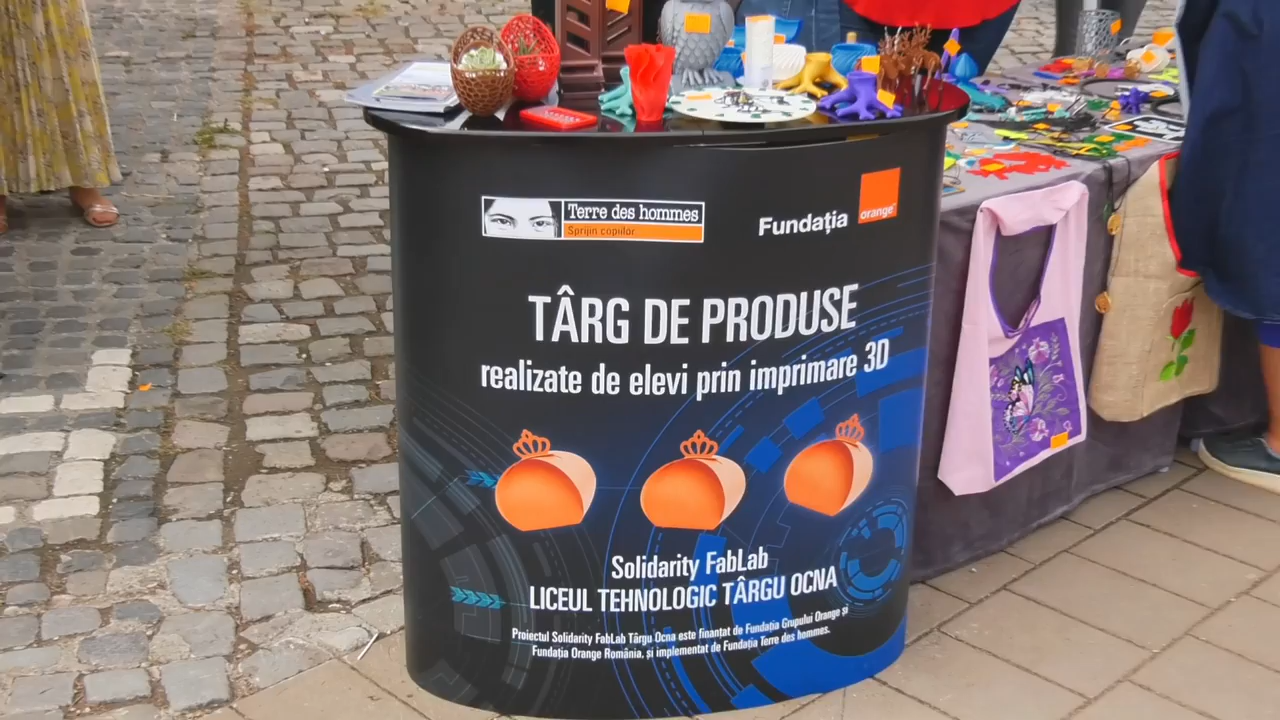 Terre des hommes
Sprijin copiilor
Fundația
orange
TÂRG DE PRODUSE
realizate de elevi prin imprimare 3D
Solidarity FabLab
LICEUL TEHNOLOGIC TÂRGU OCNA
Proiectul Solidarity FabLab Târgu Ocna este finanțat de Fundația Grupului Orange și
Fundația Orange România, și implementat de Fundația Terre des hommes.